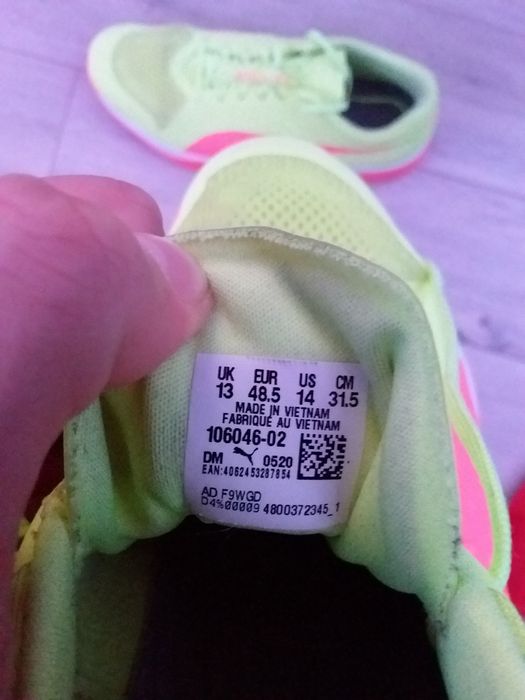 UK EUR US CM
13 48.5 14 31.5
MADE IN VIETNAM
FABRIQUÉ AU VIETNAM
106046-02
DM 0520
EAN:4062453287854
AD F9WGD
D4%00009 4800372345_1